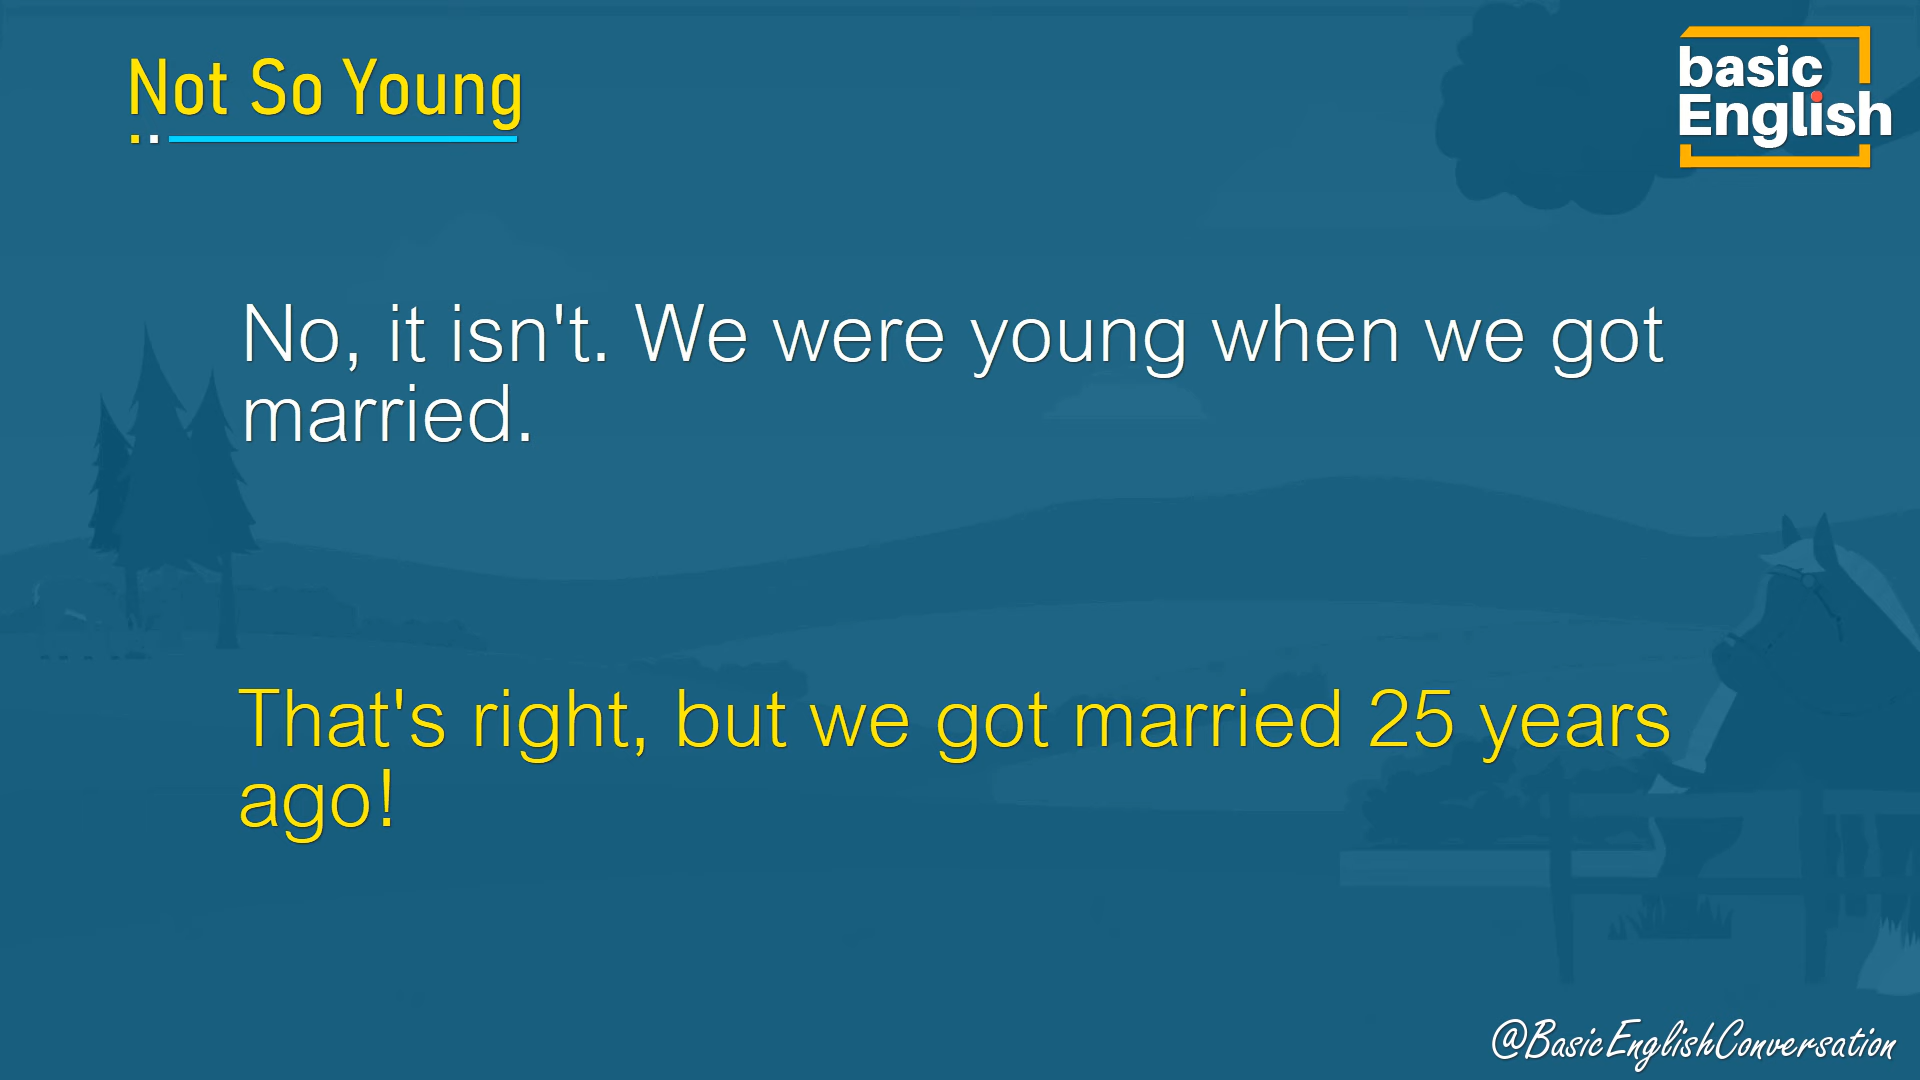 Not So Young
basic
English
No, it isn't. We were young when we got
married.
That's right, but we got married 25 years
ago!
@BasicEnglishConversation